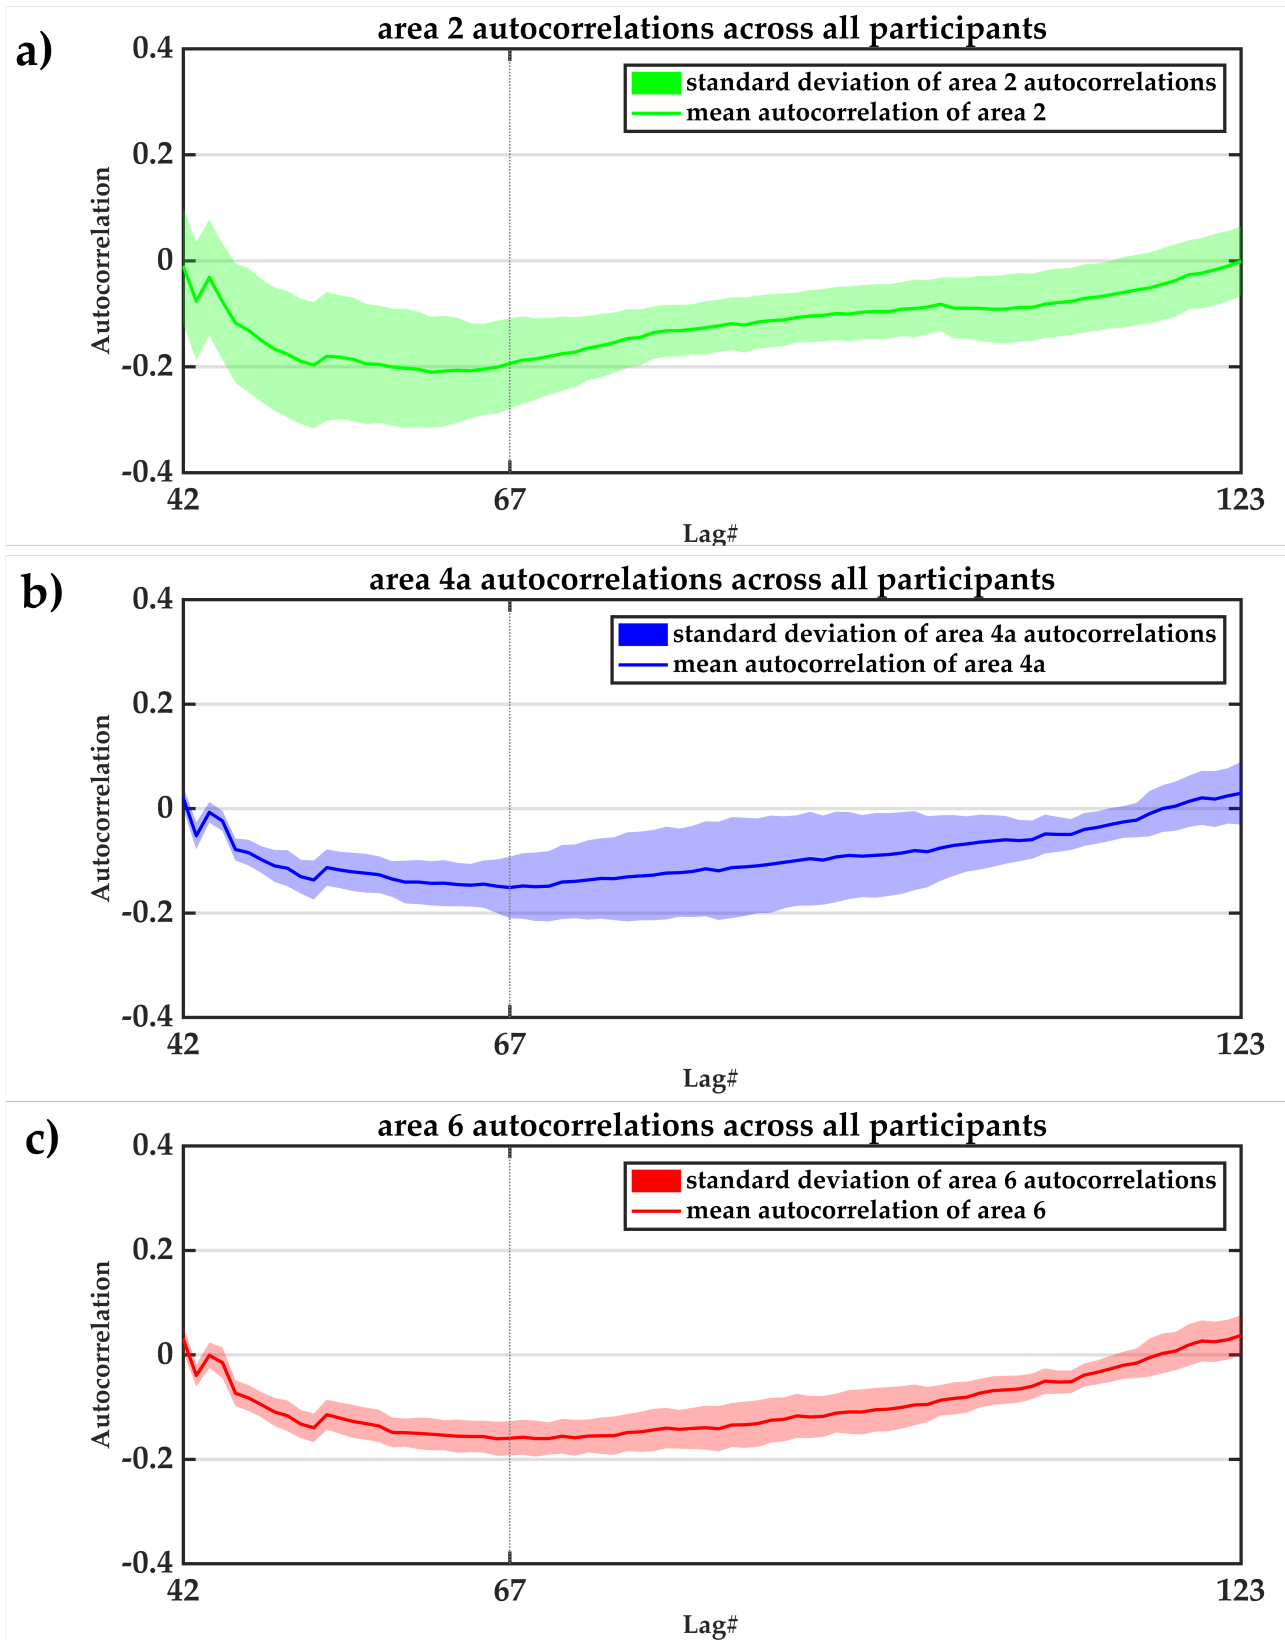 a)
area 2 autocorrelations across all participants
standard deviation of area 2 autocorrelations
mean autocorrelation of area 2
Autocorrelation
0.4
0.2
0
-0.2
-0.4
42
67
123
Lag#
b)
area 4a autocorrelations across all participants
standard deviation of area 4a autocorrelations
mean autocorrelation of area 4a
Autocorrelation
0.4
0.2
0
-0.2
-0.4
42
67
123
Lag#
c)
area 6 autocorrelations across all participants
standard deviation of area 6 autocorrelations
mean autocorrelation of area 6
Autocorrelation
0.4
0.2
0
-0.2
-0.4
42
67
123
Lag#